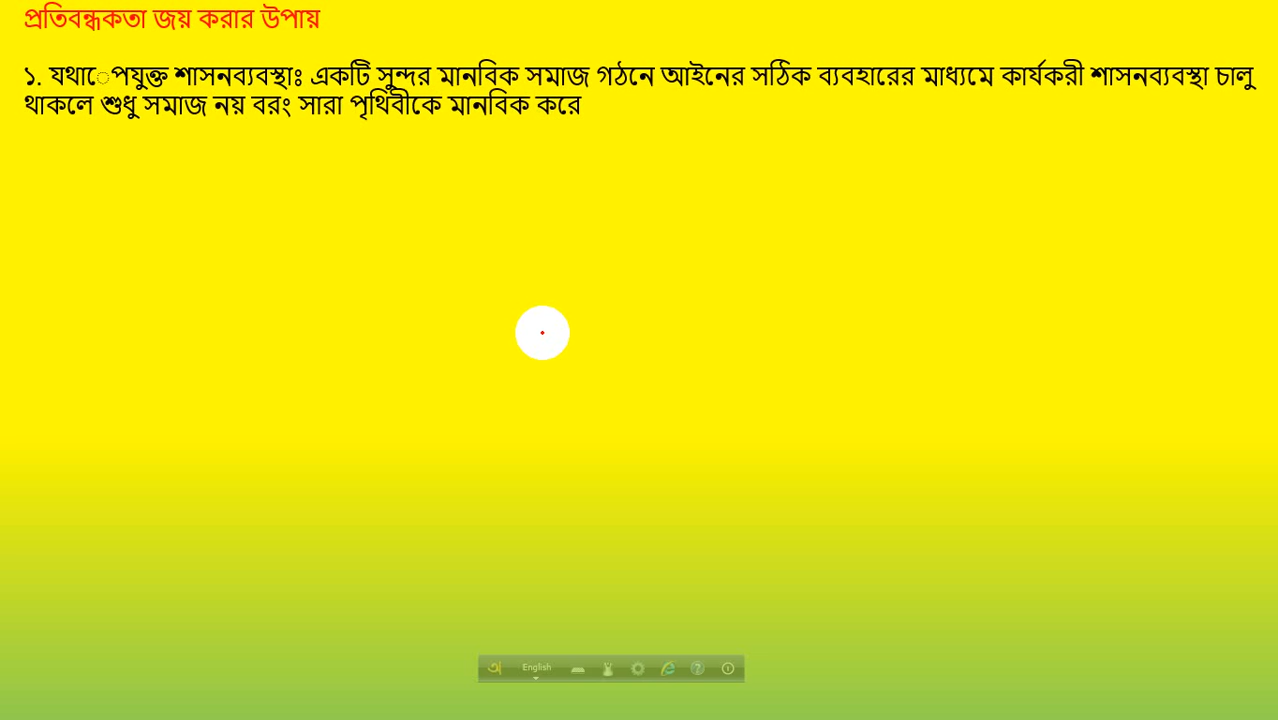 প্রতিবন্ধকতা জয় করার উপায়
১. যথােপযুক্ত শাসনব্যবস্থাঃ একটি সুন্দর মানবিক সমাজ গঠনে আইনের সঠিক ব্যবহারের মাধ্যমে কার্যকরী শাসনব্যবস্থা চালু
থাকলে শুধু সমাজ নয় বরং সারা পৃথিবীকে মানবিক করে
অ English